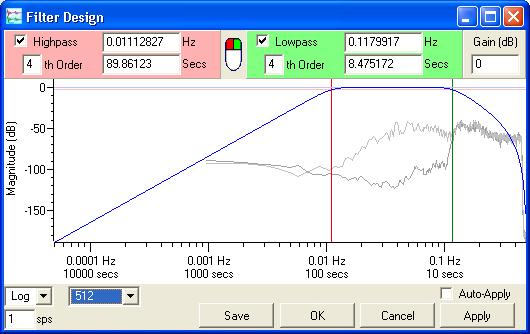 Filter Design
Highpass 0.01112827 Hz Lowpass 0.1179917 Hz Gain (dB)
4 th Order 89.86123 Secs 4 th Order 8.475172 Secs 0
Magnitude (dB)
0
-50
-100
-150
0.0001 Hz 0.001 Hz 0.01 Hz 0.1 Hz
10000 secs 1000 secs 100 secs 10 secs
Log 512 Auto-Apply
1 sps Save OK Cancel Apply